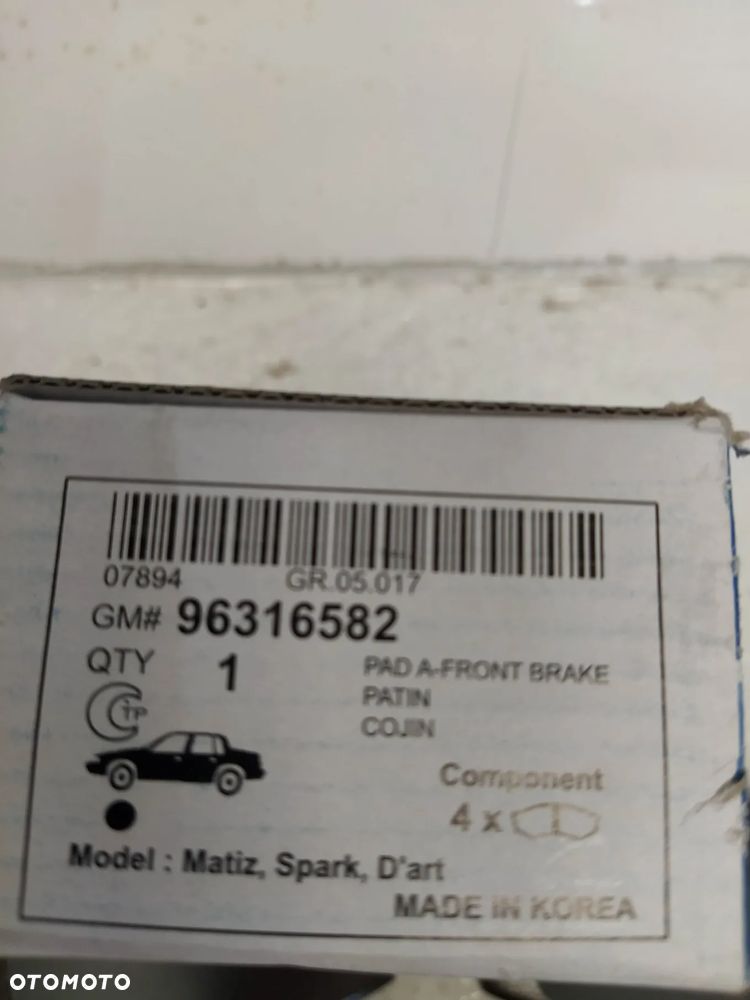 07894 GR.05.017
GM# 96316582
QTY 1
PAD A-FRONT BRAKE
PATIN
COJIN
CTP
Component
4 x
Model : Matiz, Spark, D'art
MADE IN KOREA
OTOMOTO